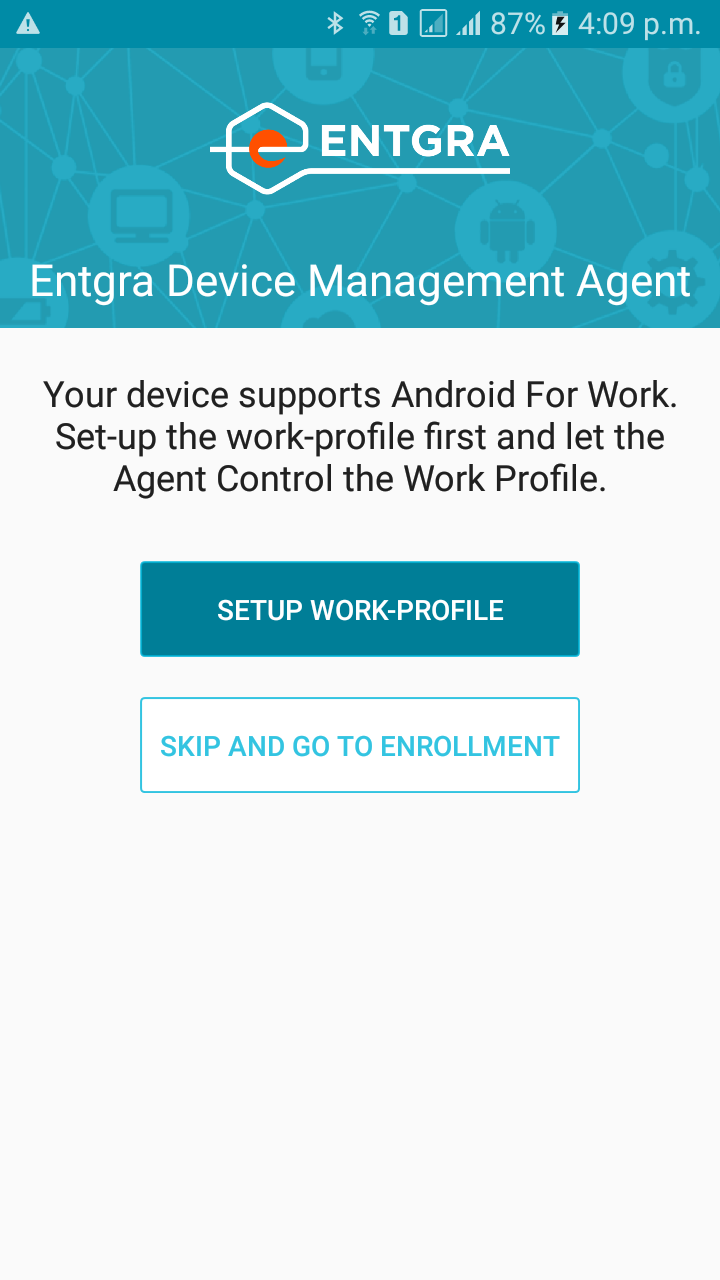 1 87% 4:09 p.m.
ENTGRA
Entgra Device Management Agent
Your device supports Android For Work.
Set-up the work-profile first and let the
Agent Control the Work Profile.
SETUP WORK-PROFILE
SKIP AND GO TO ENROLLMENT